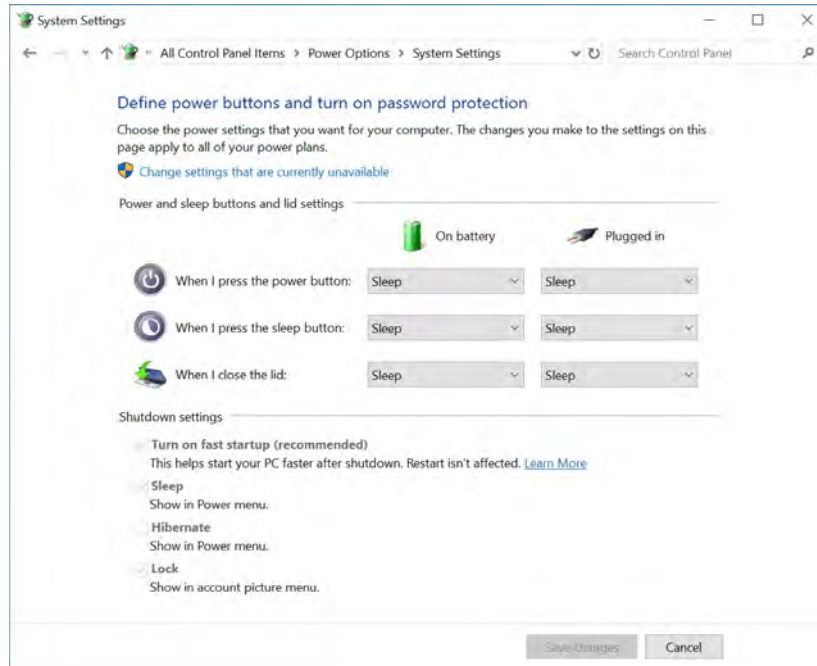 System Settings
« All Control Panel Items > Power Options > System Settings
Search Control Panel
Define power buttons and turn on password protection
Choose the power settings that you want for your computer. The changes you make to the settings on this
page apply to all of your power plans.
Change settings that are currently unavailable
Power and sleep buttons and lid settings
On battery Plugged in
When I press the power button: Sleep Sleep
When I press the sleep button: Sleep Sleep
When I close the lid: Sleep Sleep
Shutdown settings
Turn on fast startup (recommended)
This helps start your PC faster after shutdown. Restart isn't affected. Learn More
Sleep
Show in Power menu.
Hibernate
Show in Power menu.
Lock
Show in account picture menu.
Save changes Cancel